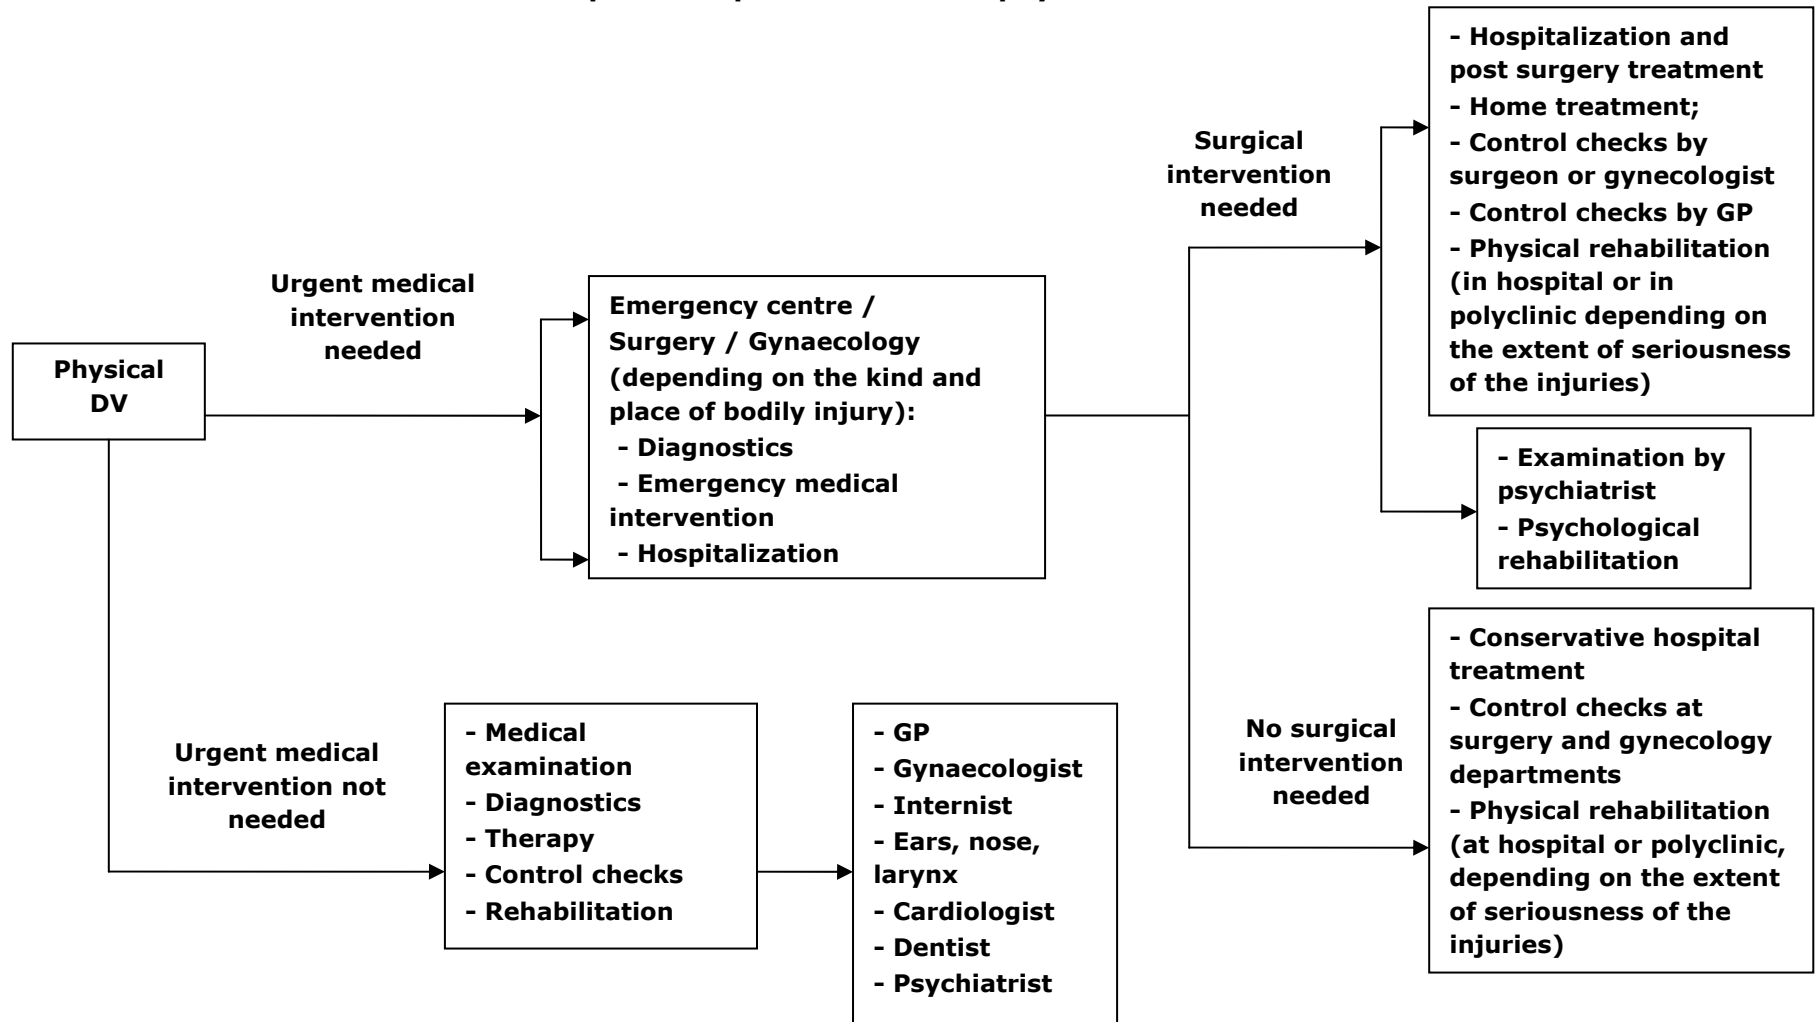 Physical
DV
Urgent medical
intervention
needed
Emergency centre /
Surgery / Gynaecology
(depending on the kind and
place of bodily injury):
- Diagnostics
- Emergency medical
intervention
- Hospitalization
Surgical
intervention
needed
- Hospitalization and
post surgery treatment
- Home treatment;
- Control checks by
surgeon or gynecologist
- Control checks by GP
- Physical rehabilitation
(in hospital or in
polyclinic depending on
the extent of seriousness
of the injuries)
- Examination by
psychiatrist
- Psychological
rehabilitation
No surgical
intervention
needed
- Conservative hospital
treatment
- Control checks at
surgery and gynecology
departments
- Physical rehabilitation
(at hospital or polyclinic,
depending on the extent
of seriousness of the
injuries)
Urgent medical
intervention not
needed
- Medical
examination
- Diagnostics
- Therapy
- Control checks
- Rehabilitation
- GP
- Gynaecologist
- Internist
- Ears, nose,
larynx
- Cardiologist
- Dentist
- Psychiatrist